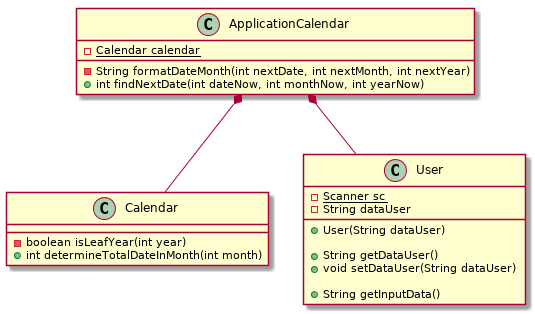 C ApplicationCalendar
Calendar calendar
String formatDateMonth(int nextDate, int nextMonth, int nextYear)
int findNextDate(int dateNow, int monthNow, int yearNow)
C Calendar
boolean isLeafYear(int year)
int determineTotalDateInMonth(int month)
C User
Scanner sc
String dataUser
User(String dataUser)
String getDataUser()
void setDataUser(String dataUser)
String getInputData()